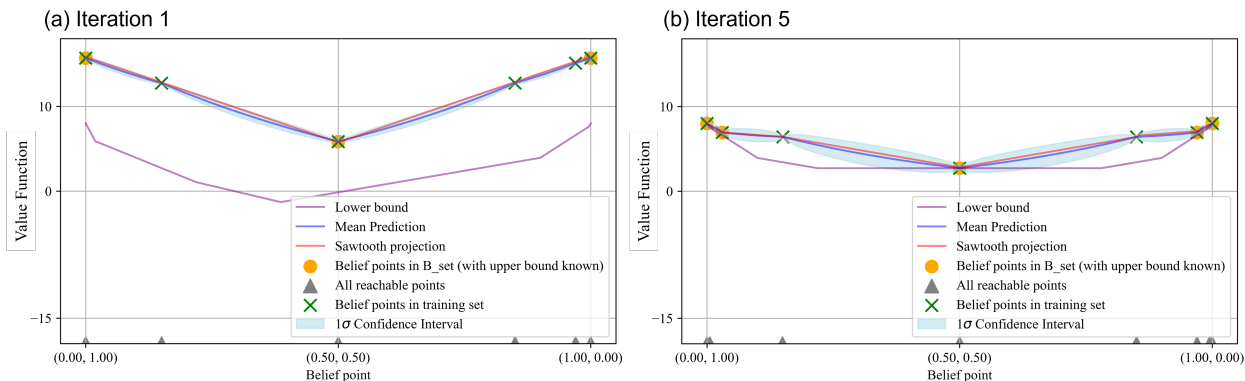 (a) Iteration 1
Value Function
10
0
−15
Lower bound
Mean Prediction
Sawtooth projection
Belief points in B_set (with upper bound known)
All reachable points
Belief points in training set
1σ Confidence Interval
(0.00, 1.00)
(0.50, 0.50)
(1.00, 0.00)
Belief point
(b) Iteration 5
Value Function
10
0
−15
Lower bound
Mean Prediction
Sawtooth projection
Belief points in B_set (with upper bound known)
All reachable points
Belief points in training set
1σ Confidence Interval
(0.00, 1.00)
(0.50, 0.50)
(1.00, 0.00)
Belief point